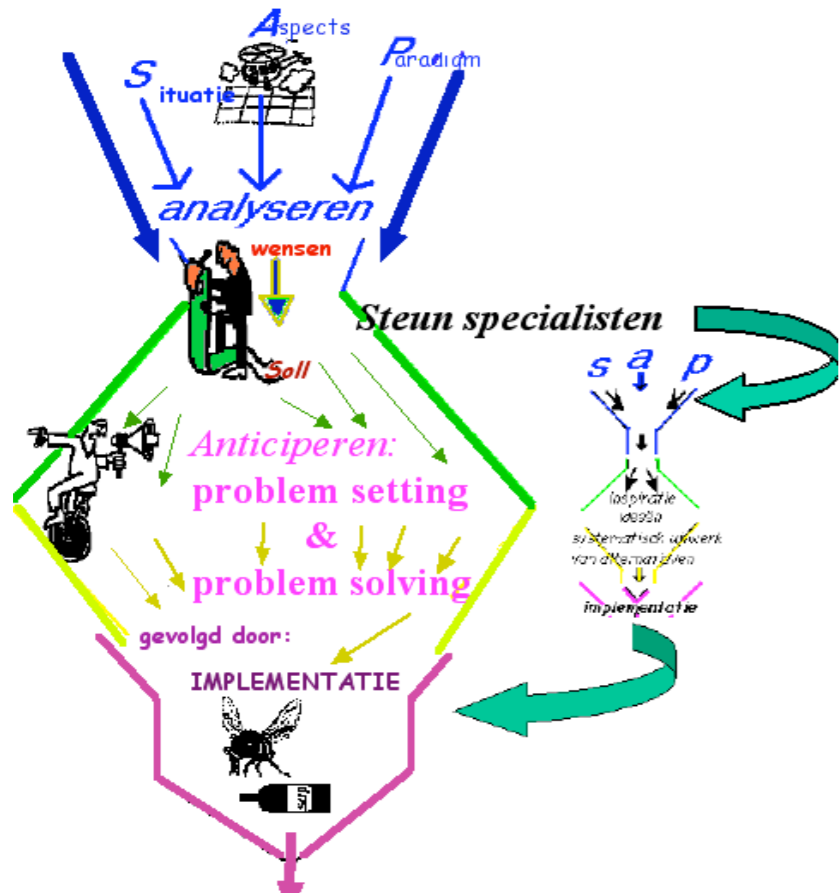 Aspects
Situatie
Paradigm
analyseren
wensen
Soll
Steun specialisten
s a p
Anticiperen:
problem setting
&
problem solving
inspiratie
ideeën
systematisch
van alternatieven
implementatie
gevolgd door:
IMPLEMENTATIE